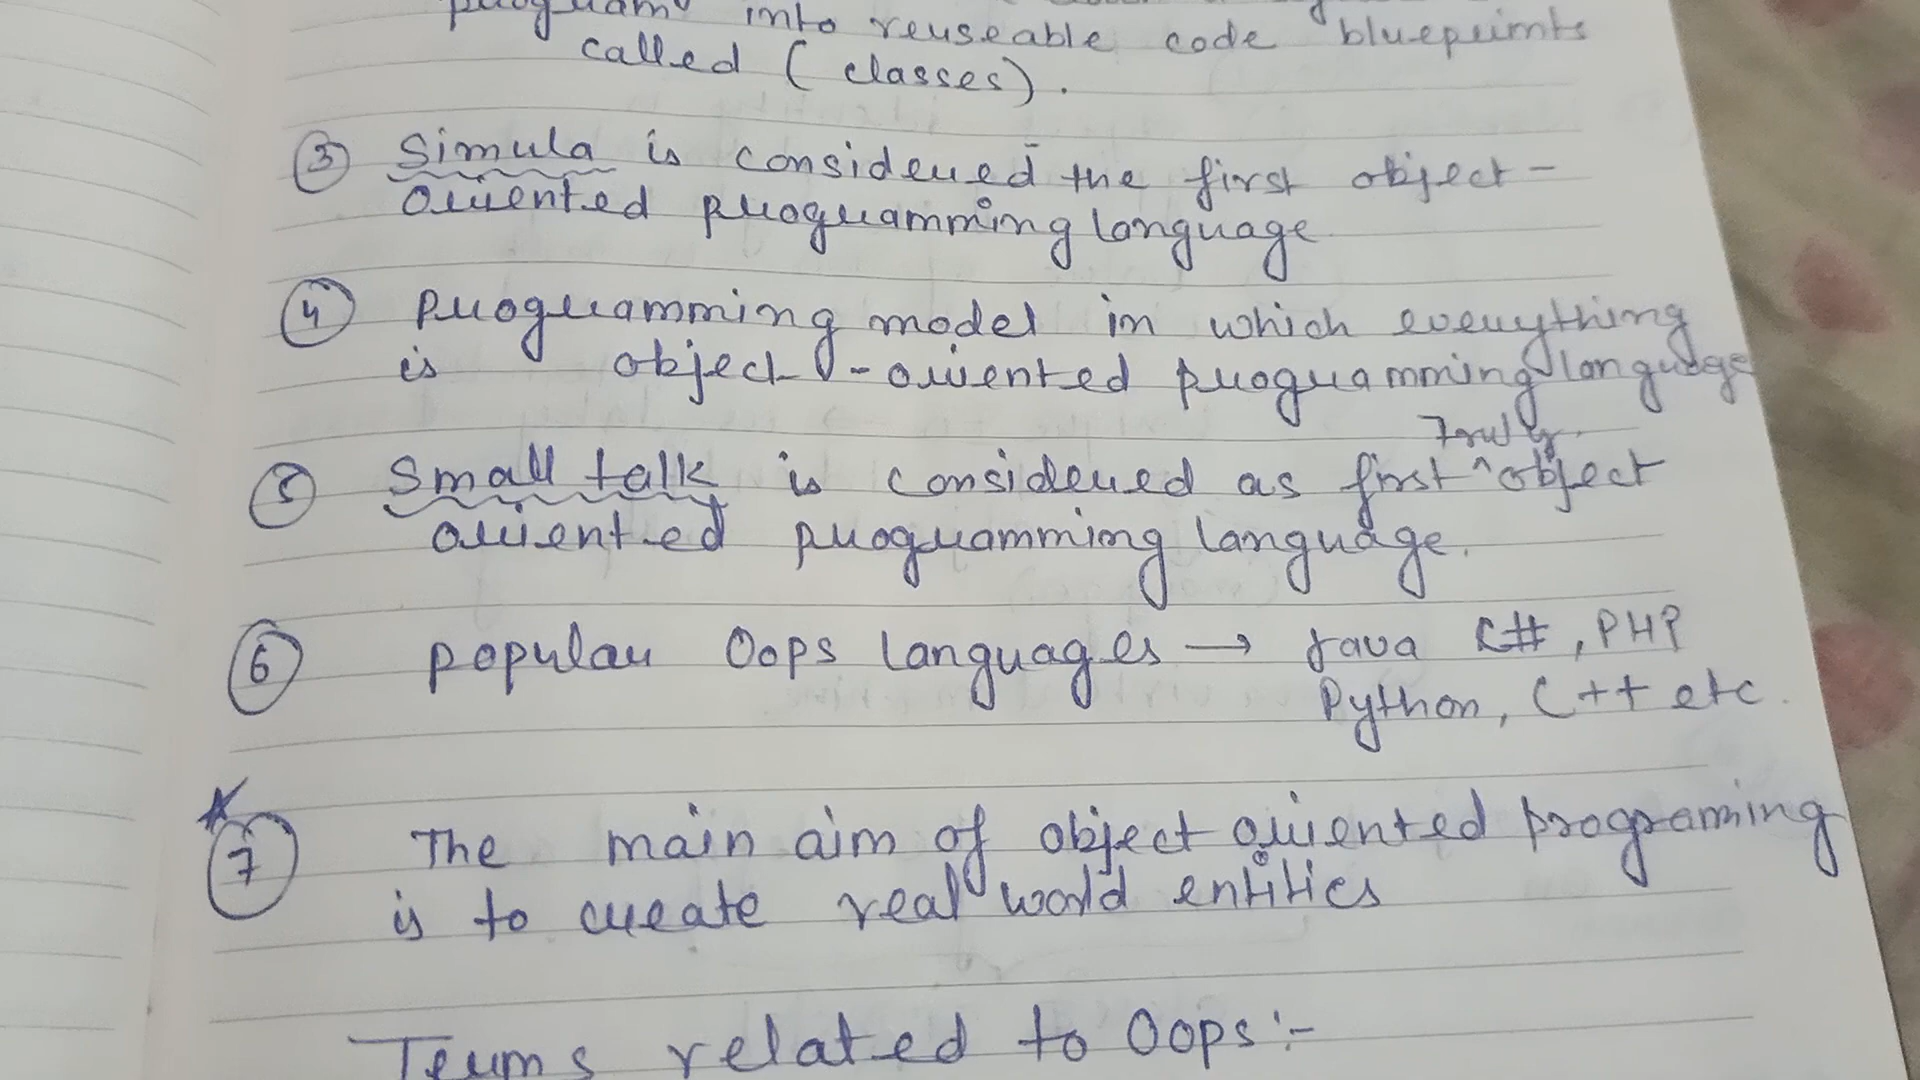 program into reuseable code blueprints
called (classes).
③ Simula is considered the first object-
oriented programming language
④ programming model in which everything
is object-oriented programming language
Truly
⑤ Small talk is considered as first ^ object
oriented programming language.
⑥ popular Oops languages → Java C#, PHP
Python, C++ etc.
⑦ The main aim of object oriented programing
is to create real world entities
Terms related to Oops:-